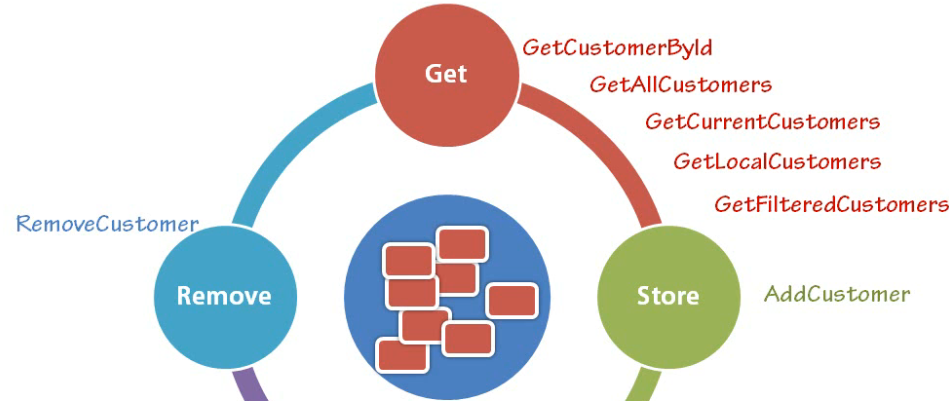 Get
GetCustomerById
GetAllCustomers
GetCurrentCustomers
GetLocalCustomers
GetFilteredCustomers
RemoveCustomer
Remove
Store
AddCustomer